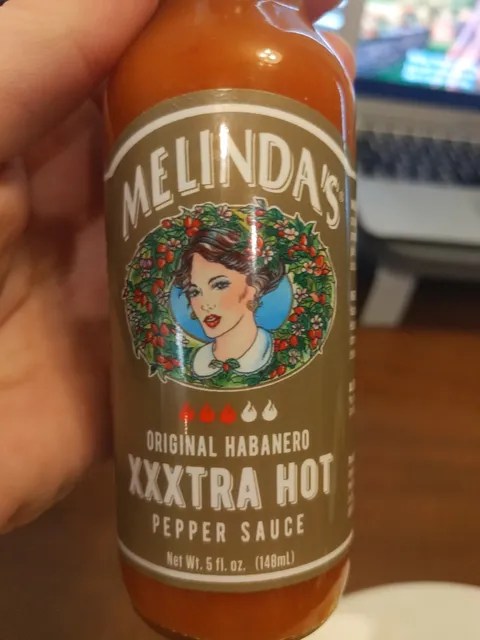 MELINDA'S
ORIGINAL HABANERO
XXXTRA HOT
PEPPER SAUCE
Net Wt. 5 fl. oz. (148mL)